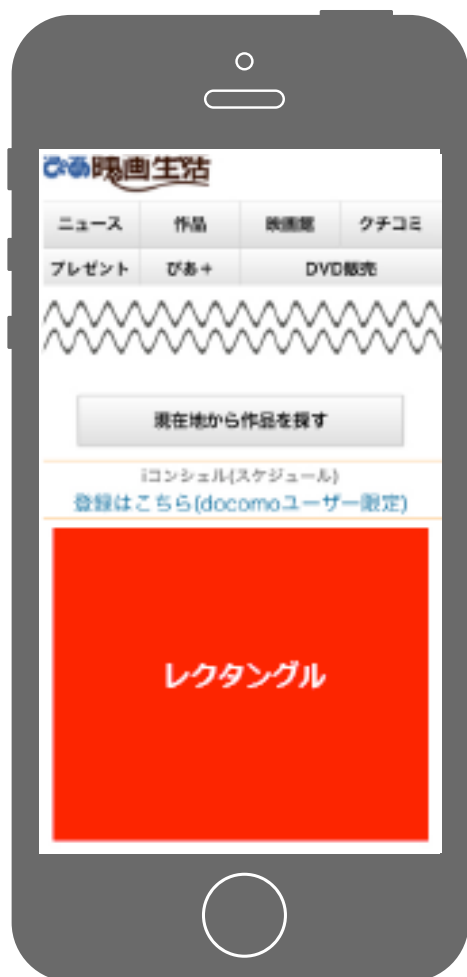 ぴあ映画生活
ニュース 作品 映画館 クチコミ
プレゼント ぴあ+ DVD販売
現在地から作品を探す
iコンシェル(スケジュール)
登録はこちら(docomoユーザー限定)
レクタングル